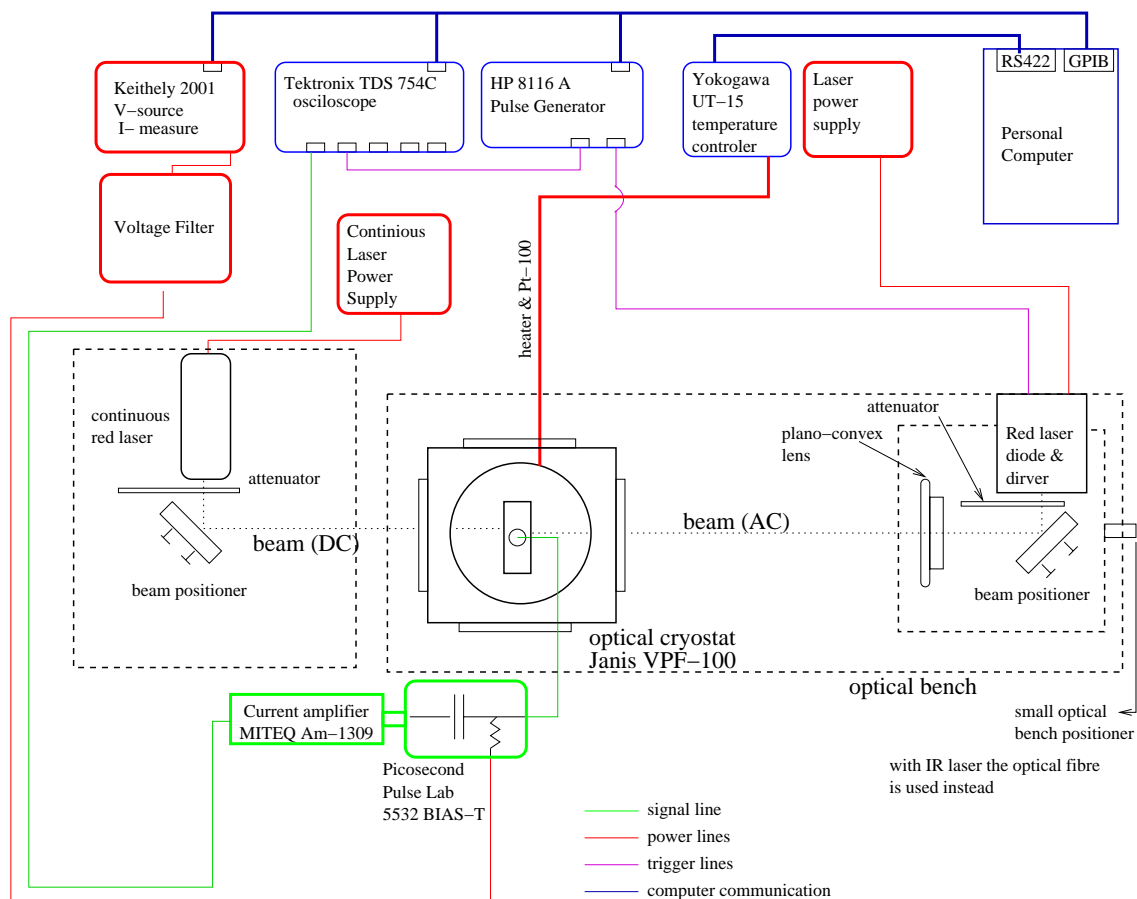 Keithely 2001
V−source
I− measure
Tektronix TDS 754C
osciloscope
HP 8116 A
Pulse Generator
Yokogawa
UT−15
temperature
controler
Laser
power
supply
RS422
GPIB
Personal
Computer
Voltage Filter
Continious
Laser
Power
Supply
heater & Pt−100
continuous
red laser
attenuator
beam (DC)
beam positioner
beam (AC)
plano−convex
lens
attenuator
Red laser
diode &
dirver
beam positioner
optical cryostat
Janis VPF−100
optical bench
small optical
bench positioner
with IR laser the optical fibre
is used instead
Current amplifier
MITEQ Am−1309
Picosecond
Pulse Lab
5532 BIAS−T
signal line
power lines
trigger lines
computer communication